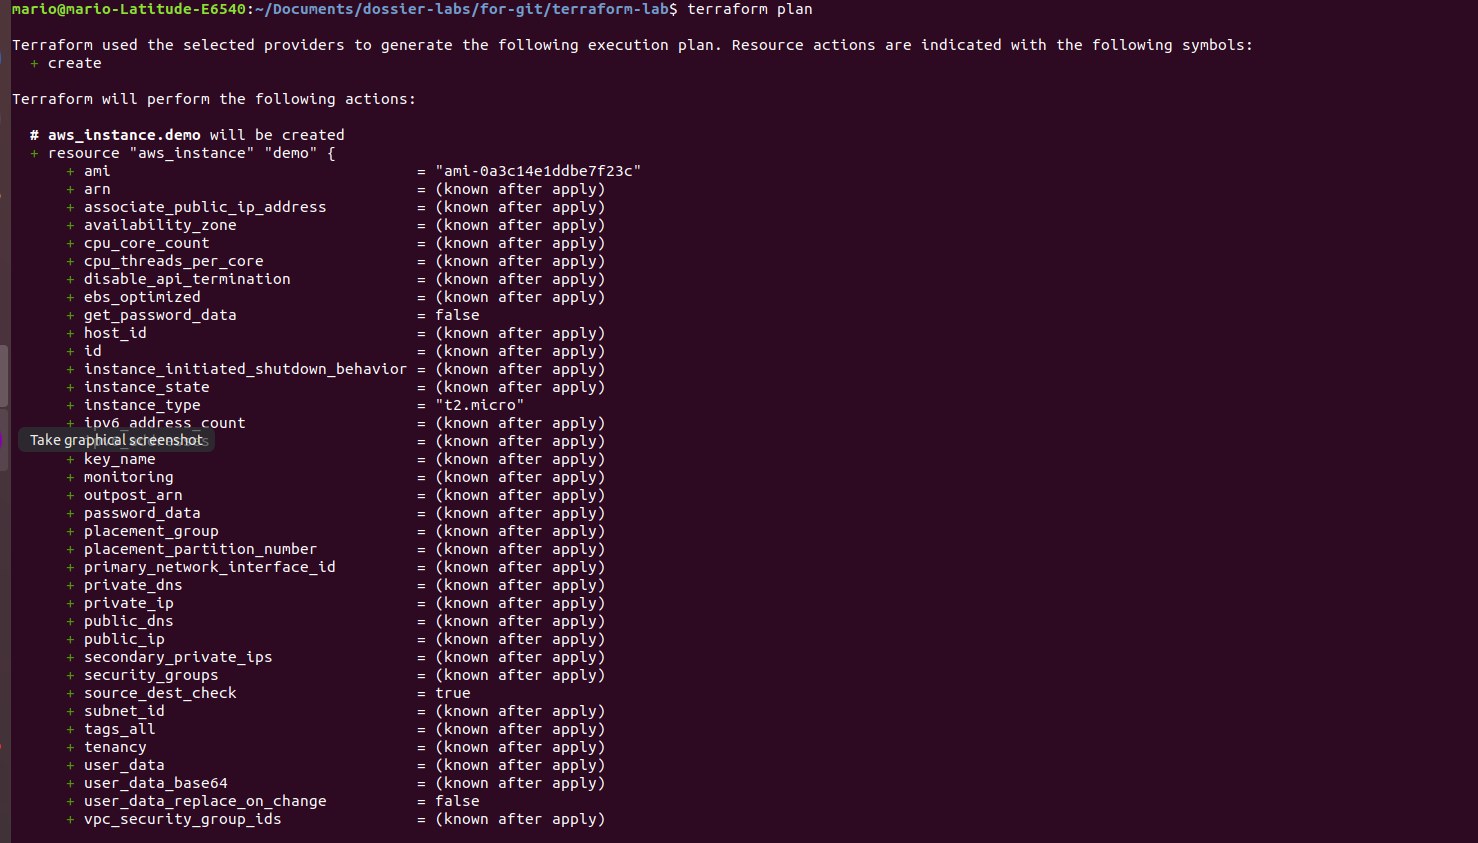 mario@mario-Latitude-E6540:~/Documents/dossier-labs/for-git/terraform-lab$ terraform plan
Terraform used the selected providers to generate the following execution plan. Resource actions are indicated with the following symbols:
+ create
Terraform will perform the following actions:
# aws_instance.demo will be created
+ resource "aws_instance" "demo" {
+ ami = "ami-0a3c14e1ddbe7f23c"
+ arn = (known after apply)
+ associate_public_ip_address = (known after apply)
+ availability_zone = (known after apply)
+ cpu_core_count = (known after apply)
+ cpu_threads_per_core = (known after apply)
+ disable_api_termination = (known after apply)
+ ebs_optimized = (known after apply)
+ get_password_data = false
+ host_id = (known after apply)
+ id = (known after apply)
+ instance_initiated_shutdown_behavior = (known after apply)
+ instance_state = (known after apply)
+ instance_type = "t2.micro"
+ ipv6_address_count = (known after apply)
Take graphical screenshot = (known after apply)
+ key_name = (known after apply)
+ monitoring = (known after apply)
+ outpost_arn = (known after apply)
+ password_data = (known after apply)
+ placement_group = (known after apply)
+ placement_partition_number = (known after apply)
+ primary_network_interface_id = (known after apply)
+ private_dns = (known after apply)
+ private_ip = (known after apply)
+ public_dns = (known after apply)
+ public_ip = (known after apply)
+ secondary_private_ips = (known after apply)
+ security_groups = (known after apply)
+ source_dest_check = true
+ subnet_id = (known after apply)
+ tags_all = (known after apply)
+ tenancy = (known after apply)
+ user_data = (known after apply)
+ user_data_base64 = (known after apply)
+ user_data_replace_on_change = false
+ vpc_security_group_ids = (known after apply)